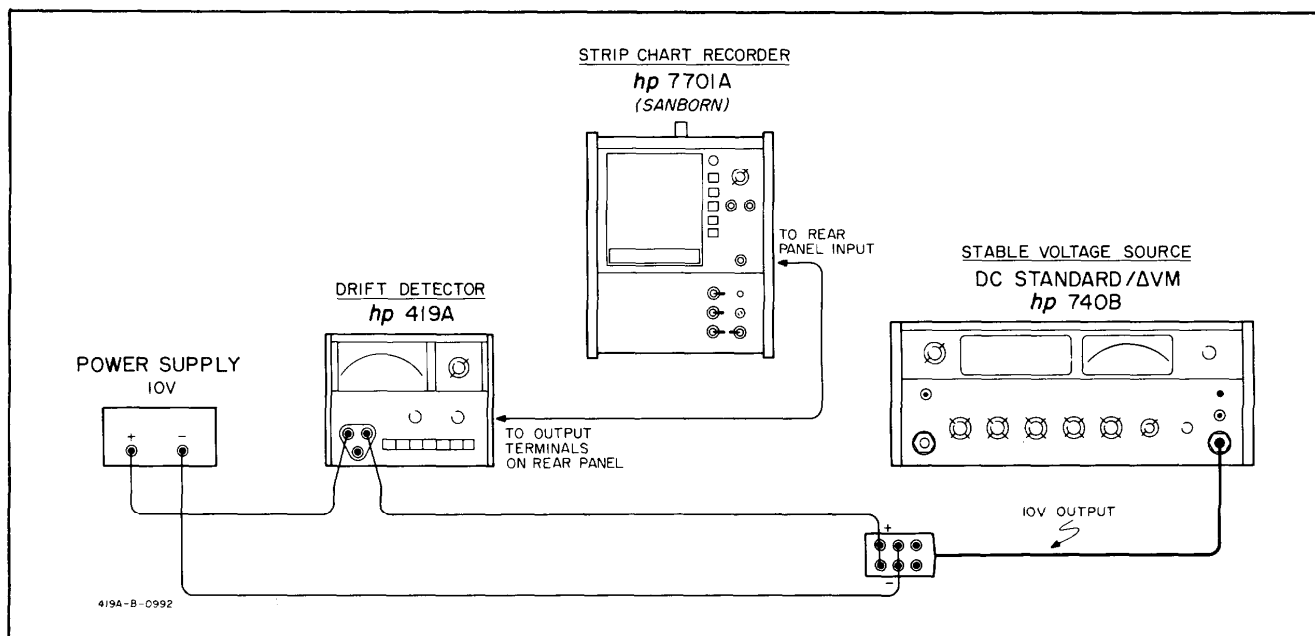 STRIP CHART RECORDER
hp 7701A
(SANBORN)
TO REAR
PANEL INPUT
STABLE VOLTAGE SOURCE
DC STANDARD/ΔVM
hp 740B
DRIFT DETECTOR
hp 419A
POWER SUPPLY
10V
+
-
TO OUTPUT
TERMINALS
ON REAR PANEL
10V OUTPUT
+
-
419A-B-0992